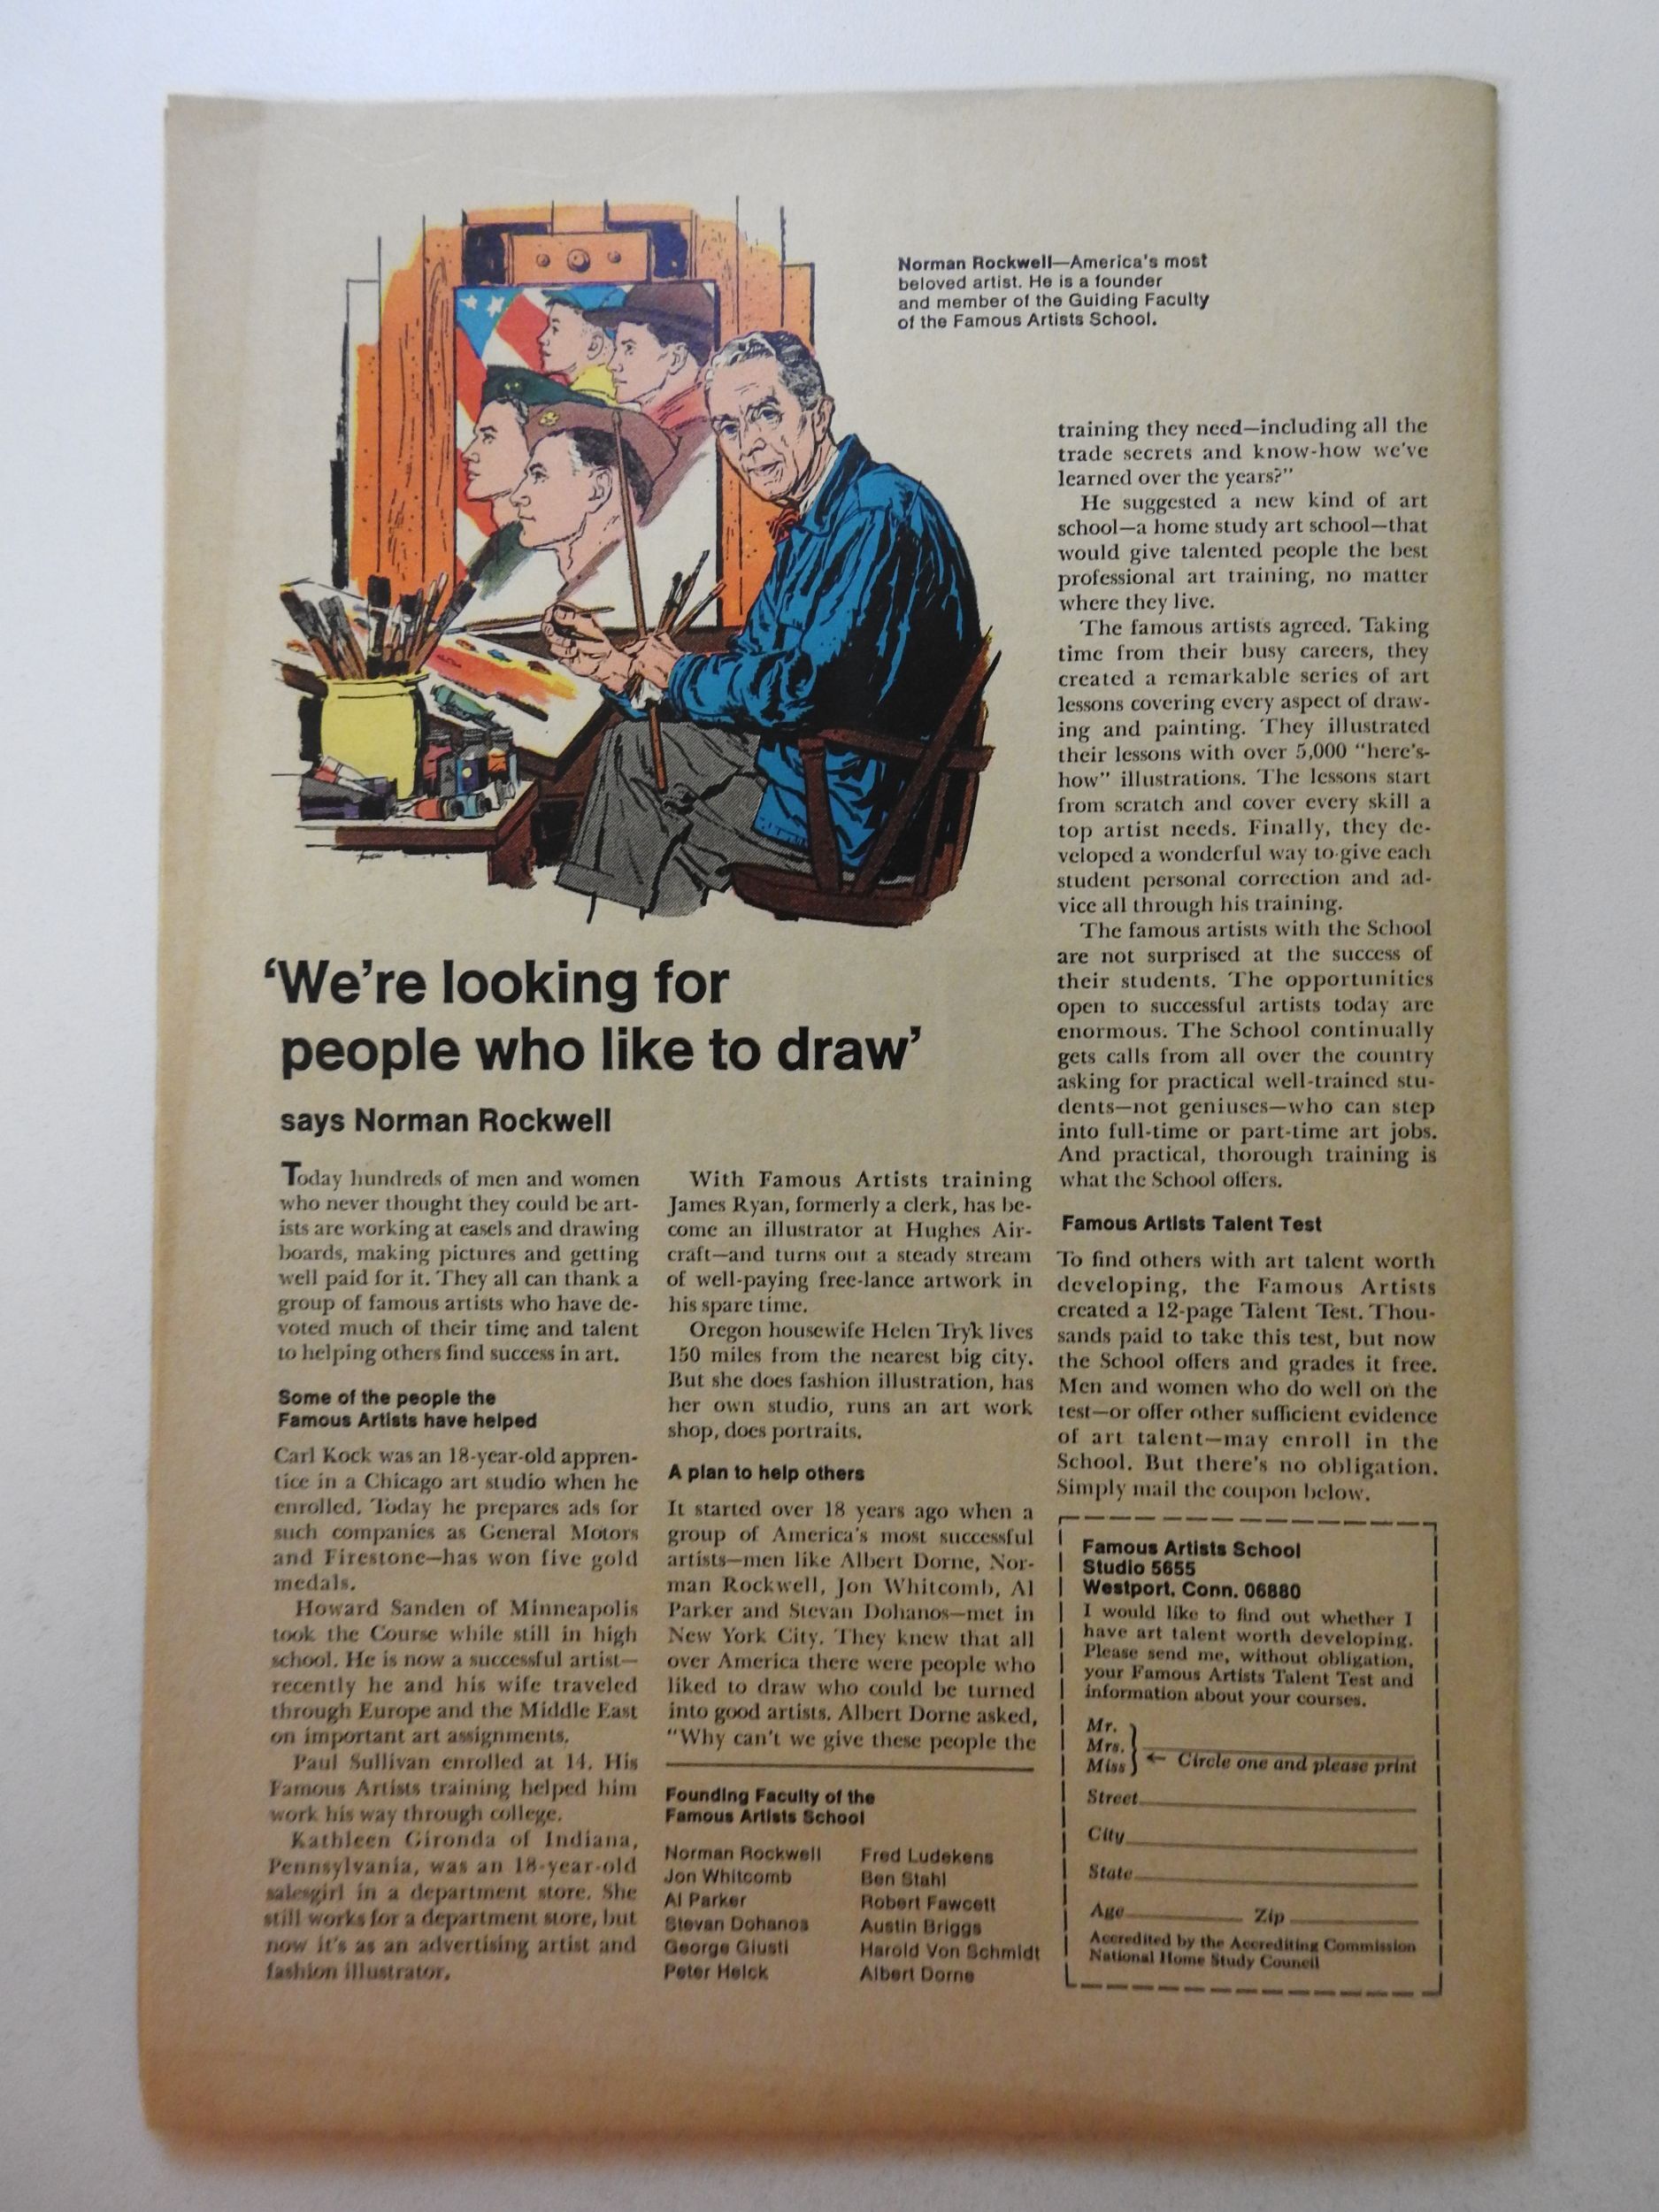 Norman Rockwell—America's most
beloved artist. He is a founder
and member of the Guiding Faculty
of the Famous Artists School.
'We're looking for
people who like to draw'
says Norman Rockwell
Today hundreds of men and women
who never thought they could be art-
ists are working at easels and drawing
boards, making pictures and getting
well paid for it. They all can thank a
group of famous artists who have de-
voted much of their time and talent
to helping others find success in art.
Some of the people the
Famous Artists have helped
Carl Kock was an 18-year-old appren-
tice in a Chicago art studio when he
enrolled. Today he prepares ads for
such companies as General Motors
and Firestone—has won five gold
medals.
Howard Sanden of Minneapolis
took the Course while still in high
school. He is now a successful artist—
recently he and his wife traveled
through Europe and the Middle East
on important art assignments.
Paul Sullivan enrolled at 14. His
Famous Artists training helped him
work his way through college.
Kathleen Gironda of Indiana,
Pennsylvania, was an 18-year-old
salesgirl in a department store. She
still works for a department store, but
now it's as an advertising artist and
fashion illustrator.
With Famous Artists training
James Ryan, formerly a clerk, has be-
come an illustrator at Hughes Air-
craft—and turns out a steady stream
of well-paying free-lance artwork in
his spare time.
Oregon housewife Helen Tryk lives
150 miles from the nearest big city.
But she does fashion illustration, has
her own studio, runs an art work
shop, does portraits.
A plan to help others
It started over 18 years ago when a
group of America's most successful
artists—men like Albert Dorne, Nor-
man Rockwell, Jon Whitcomb, Al
Parker and Stevan Dohanos—met in
New York City. They knew that all
over America there were people who
liked to draw who could be turned
into good artists. Albert Dorne asked,
"Why can't we give these people the
training they need—including all the
trade secrets and know-how we've
learned over the years?"
He suggested a new kind of art
school—a home study art school—that
would give talented people the best
professional art training, no matter
where they live.
The famous artists agreed. Taking
time from their busy careers, they
created a remarkable series of art
lessons covering every aspect of draw-
ing and painting. They illustrated
their lessons with over 5,000 "here's-
how" illustrations. The lessons start
from scratch and cover every skill a
top artist needs. Finally, they de-
veloped a wonderful way to give each
student personal correction and ad-
vice all through his training.
The famous artists with the School
are not surprised at the success of
their students. The opportunities
open to successful artists today are
enormous. The School continually
gets calls from all over the country
asking for practical well-trained stu-
dents—not geniuses—who can step
into full-time or part-time art jobs.
And practical, thorough training is
what the School offers.
Famous Artists Talent Test
To find others with art talent worth
developing, the Famous Artists
created a 12-page Talent Test. Thou-
sands paid to take this test, but now
the School offers and grades it free.
Men and women who do well on the
test—or offer other sufficient evidence
of art talent—may enroll in the
School. But there's no obligation.
Simply mail the coupon below.
Founding Faculty of the
Famous Artists School
Norman Rockwell
Jon Whitcomb
Al Parker
Stevan Dohanos
George Giusti
Peter Helck
Fred Ludekens
Ben Stahl
Robert Fawcett
Austin Briggs
Harold Von Schmidt
Albert Dorne
Famous Artists School
Studio 5655
Westport, Conn. 06880
I would like to find out whether I
have art talent worth developing.
Please send me, without obligation,
your Famous Artists Talent Test and
information about your courses.
Mr.
Mrs.
Miss
← Circle one and please print
Street
City
State
Age Zip
Accredited by the Accrediting Commission
National Home Study Council